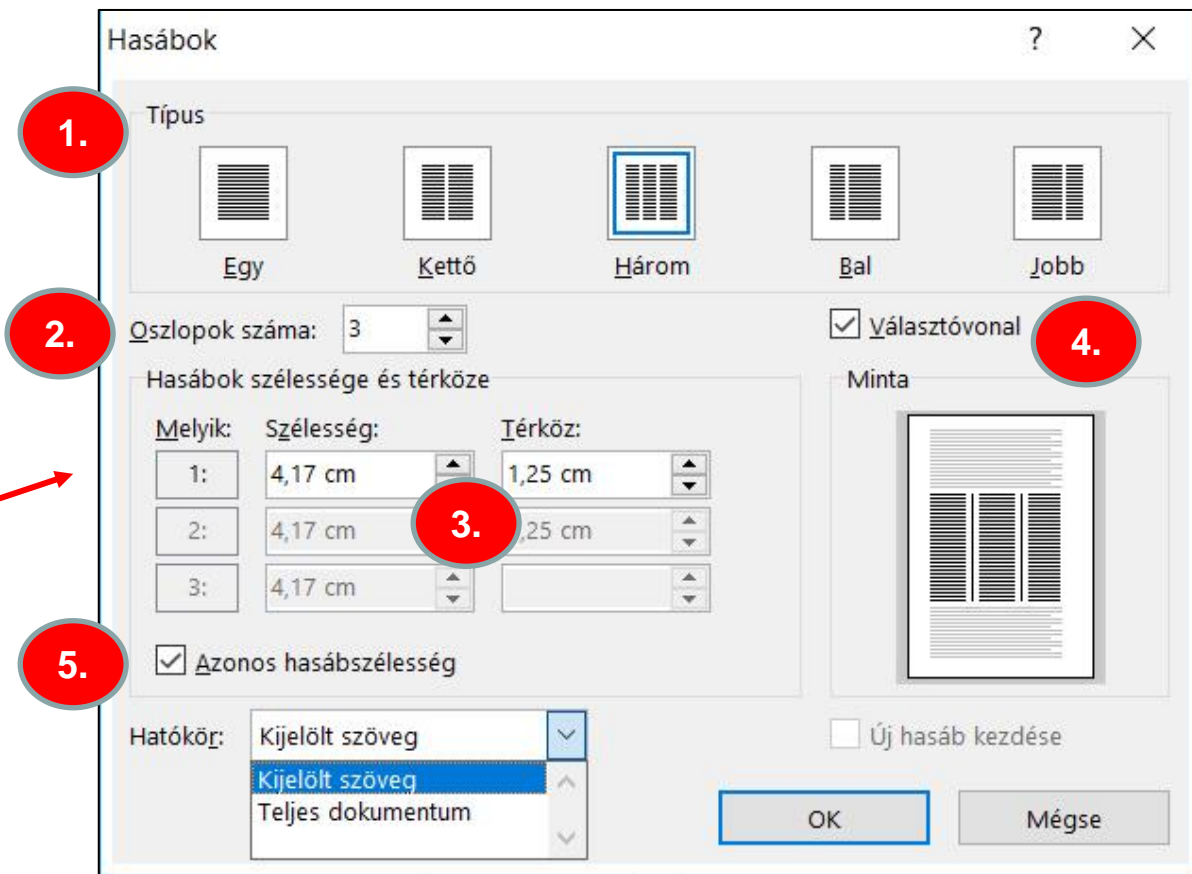 Hasábok ?
1. Típus
Egy Kettő Három Bal Jobb
2. Oszlopok száma: 3 Választóvonal 4.
Hasábok szélessége és térköze Minta
Melyik: Szélesség: Térköz:
1: 4,17 cm 1,25 cm
2: 4,17 cm 3. ,25 cm
3: 4,17 cm
5. Azonos hasábszélesség
Hatókör: Kijelölt szöveg Új hasáb kezdése
Kijelölt szöveg
Teljes dokumentum
OK Mégse